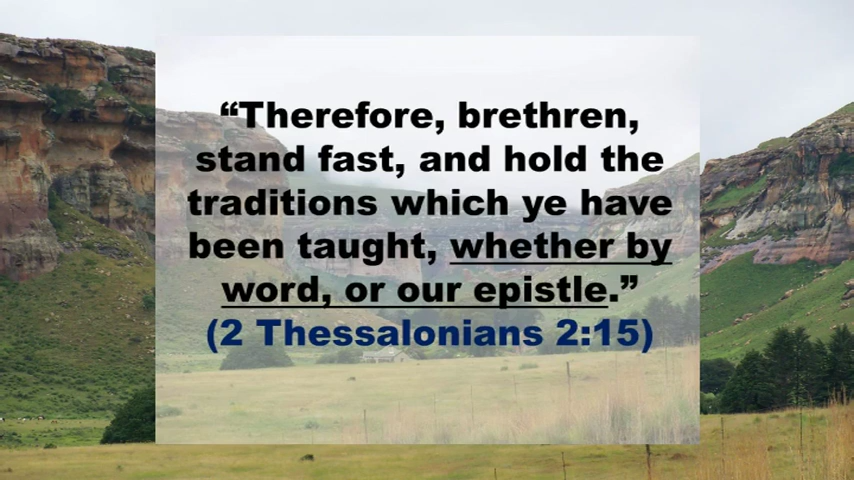 “Therefore, brethren,
stand fast, and hold the
traditions which ye have
been taught, whether by
word, or our epistle.”
(2 Thessalonians 2:15)